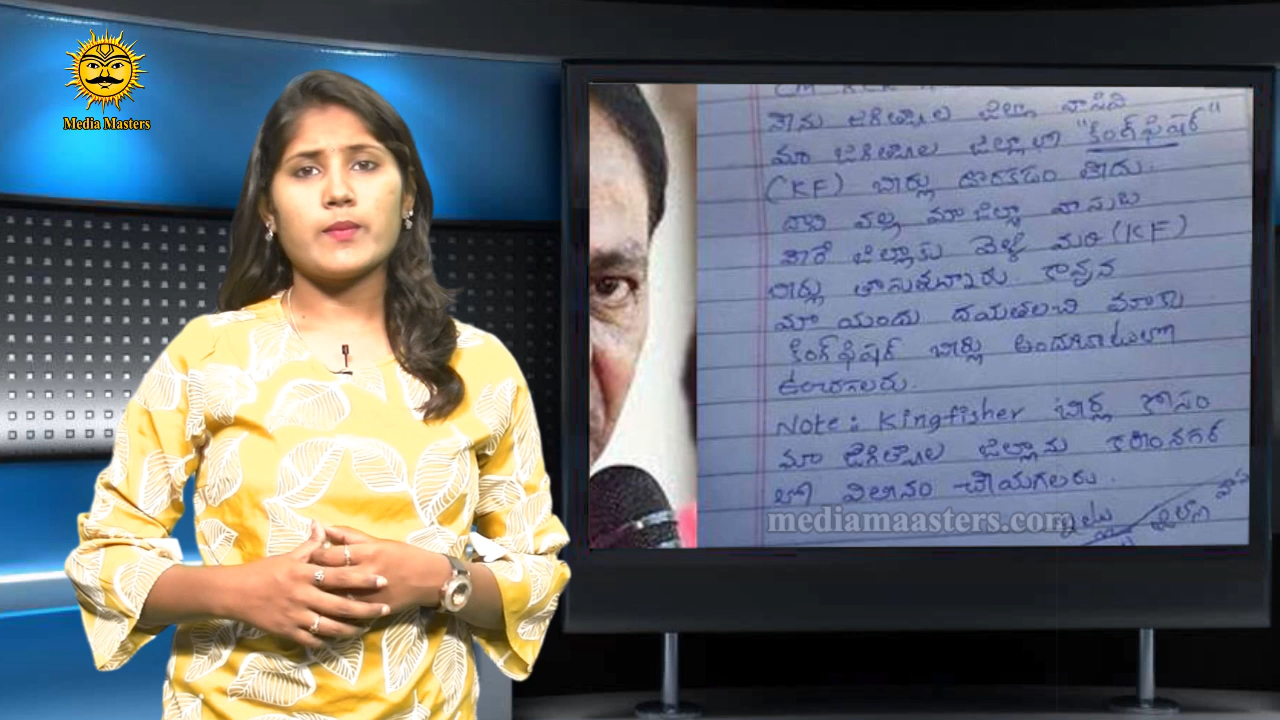 Media Masters
నాను జగిత్యాల జిల్లా వాసిని
మా జగిత్యాల జిల్లాలో "కింగ్ ఫిషర్"
(KF) బీర్లు దొరకడం లేదు.
దాని వల్ల మా జిల్లా వాసులు
వేరే జిల్లాకు వెళ్లి మరి (KF)
బీర్లు తాగుతున్నారు. కావున
మా యందు దయతలచి మాకు
కింగ్ ఫిషర్ బీర్లు అందుబాటులో
ఉంచగలరు.
Note: Kingfisher బీర్ల కోసం
మా జగిత్యాల జిల్లాను కరీంనగర్
లో విలీనం చేయగలరు.
mediamaasters.com